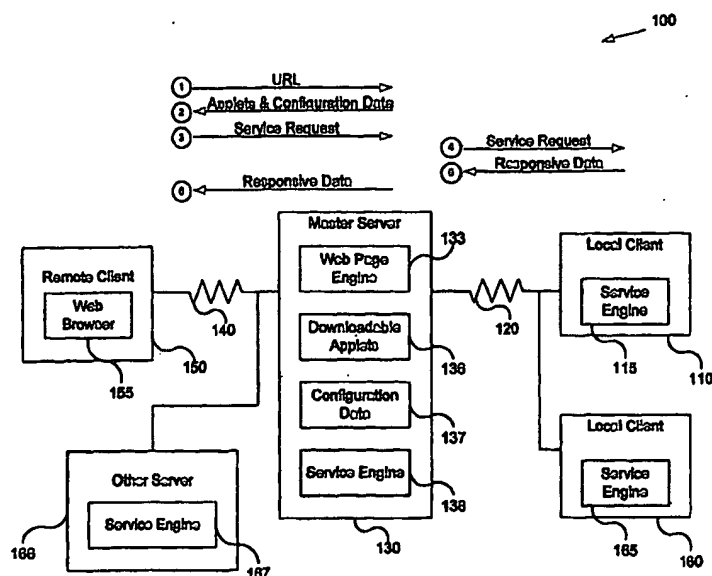 100
1 URL
2 Applets & Configuration Data
3 Service Request
4 Service Request
5 Responsive Data
6 Responsive Data
Master Server
133
Web Page
Engine
Remote Client
Web
Browser
140
150
155
Downloadable
Applets
136
120
Local Client
Service
Engine
115
110
Configuration
Data
137
Other Server
Service Engine
166
167
Service Engine
138
130
Local Client
Service
Engine
165
160